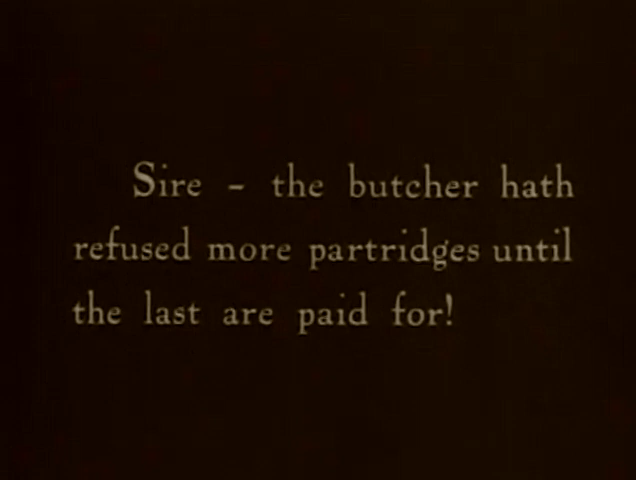 Sire - the butcher hath
refused more partridges until
the last are paid for!